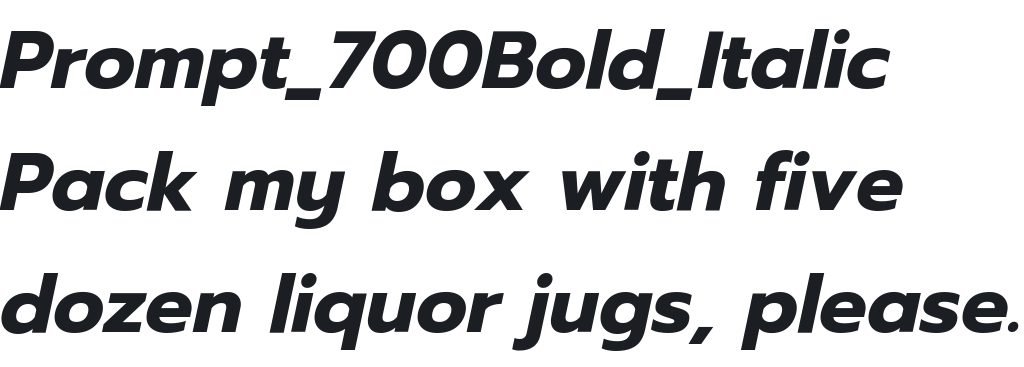 Prompt_700Bold_Italic
Pack my box with five
dozen liquor jugs, please.